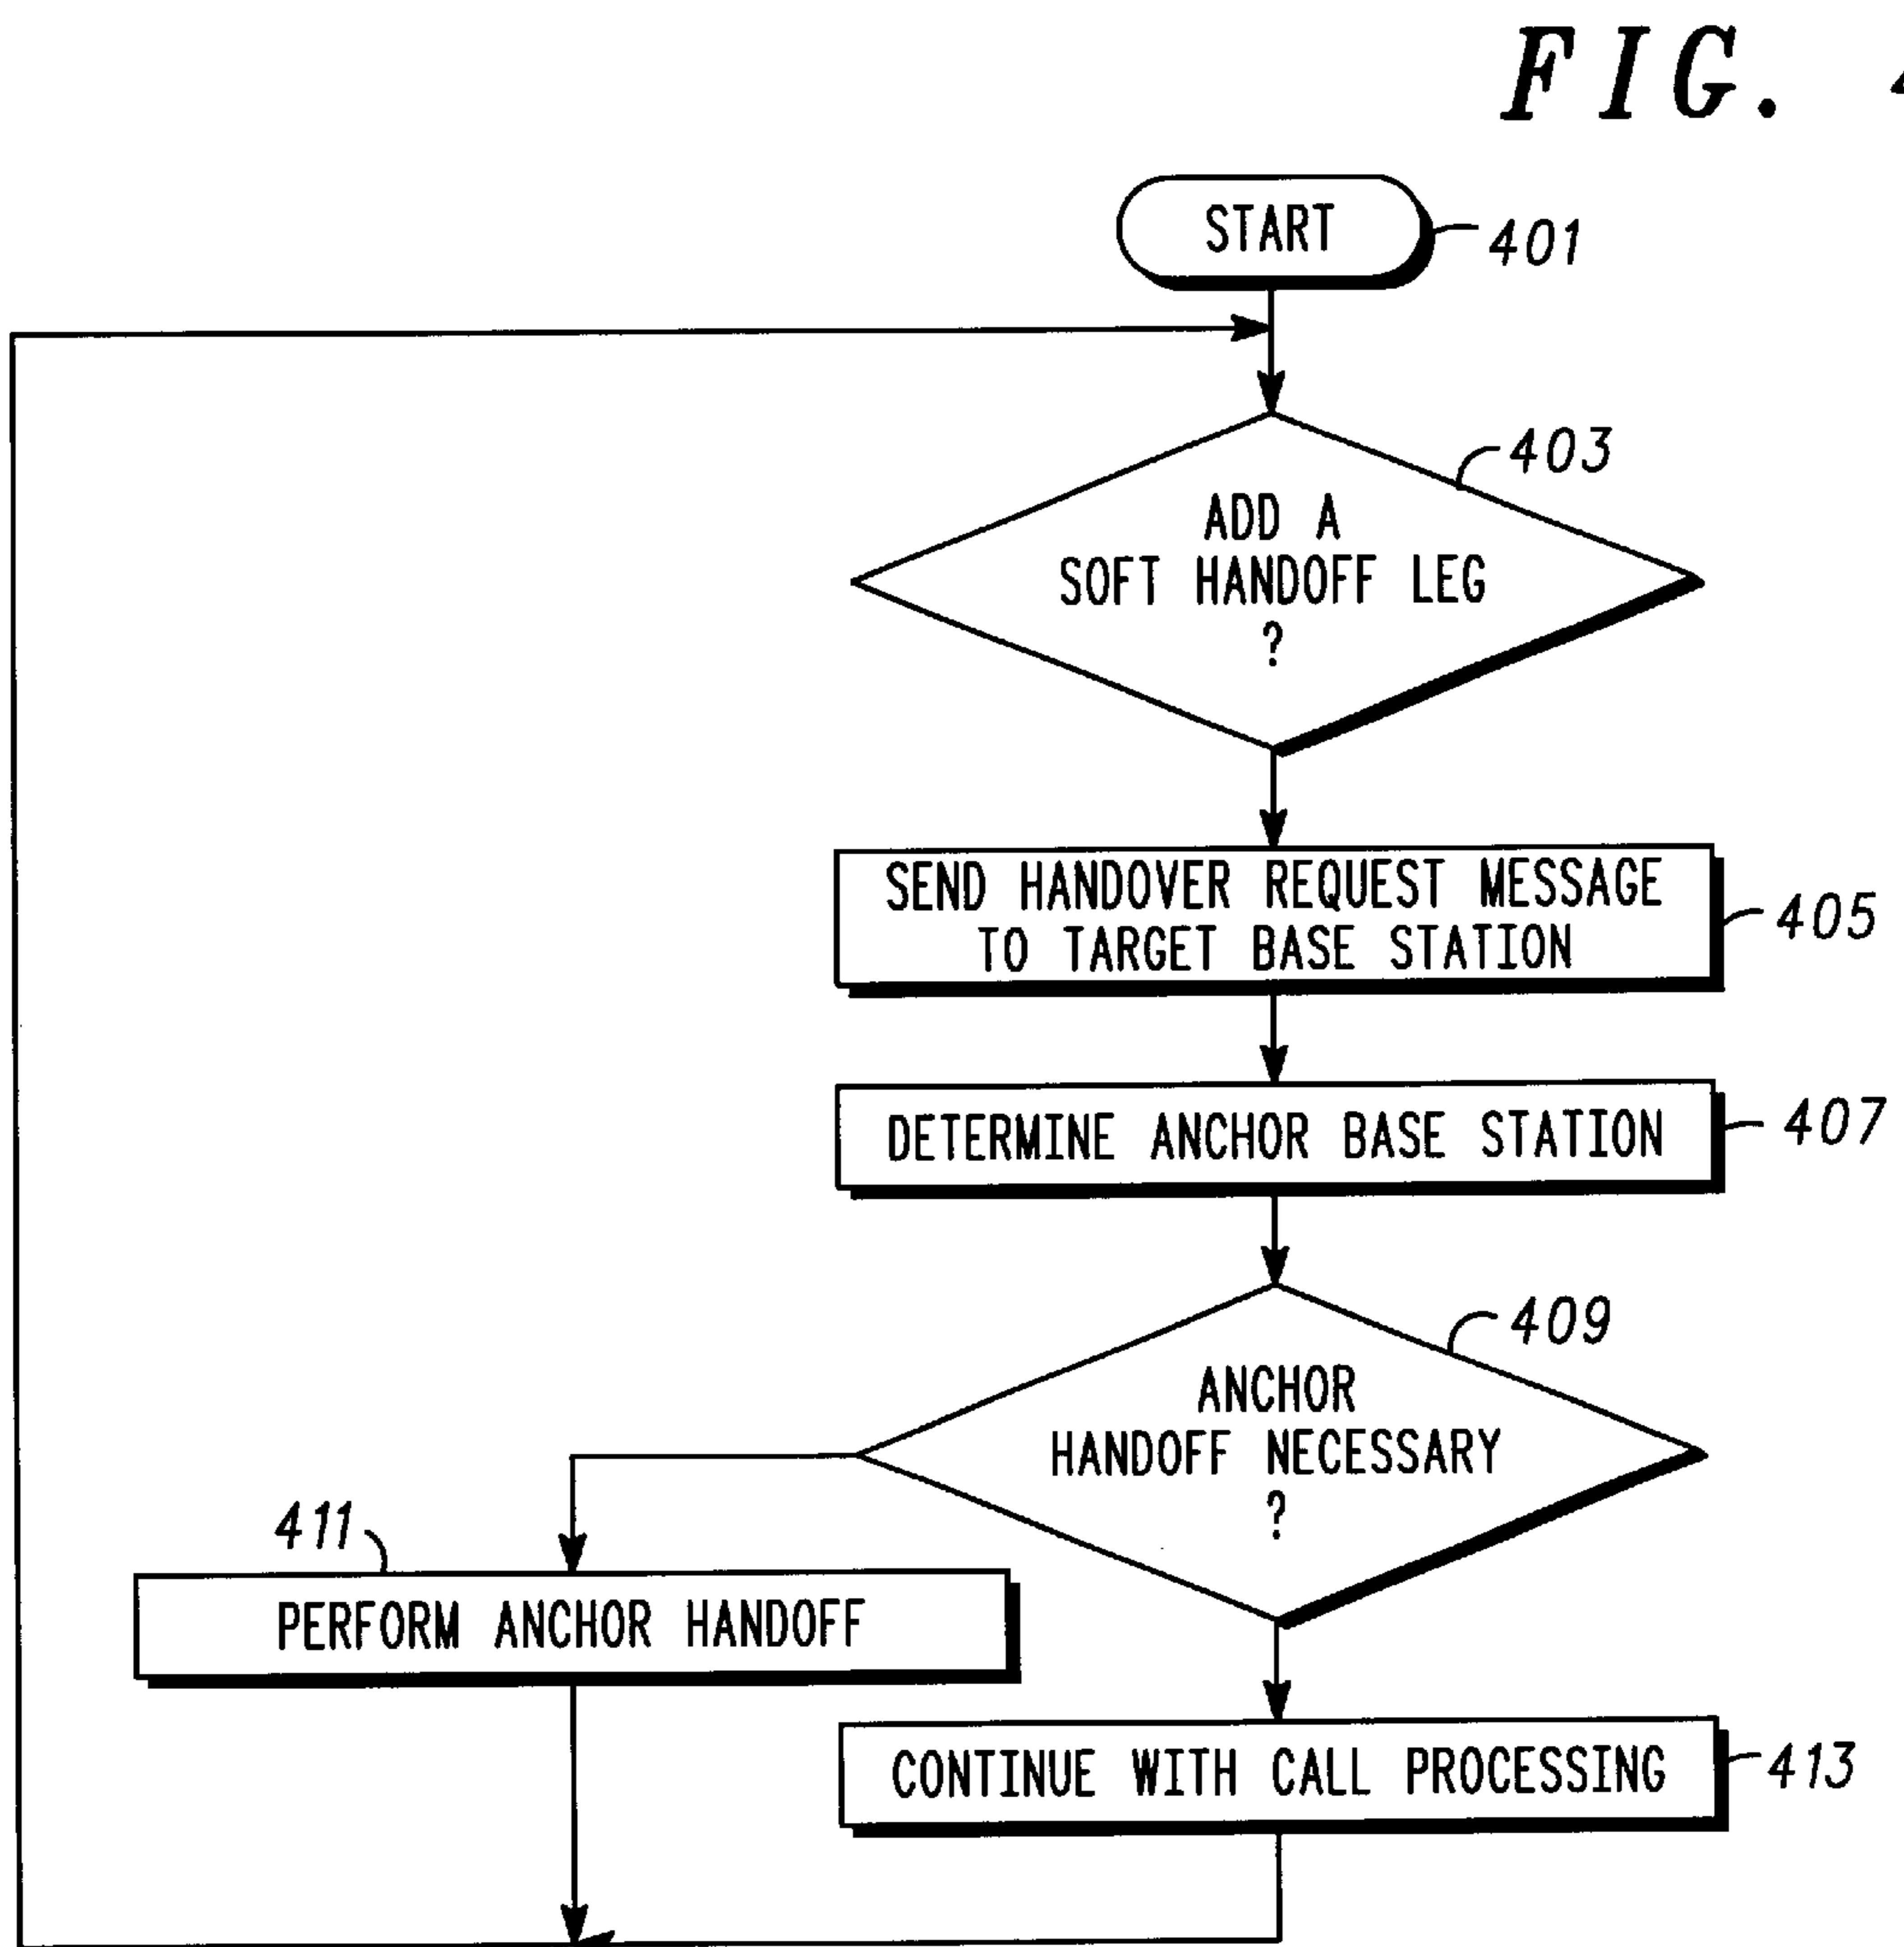 FIG. 4
START
401
403
ADD A
SOFT HANDOFF LEG
?
SEND HANDOVER REQUEST MESSAGE
TO TARGET BASE STATION
405
DETERMINE ANCHOR BASE STATION
407
409
ANCHOR
HANDOFF NECESSARY
?
411
PERFORM ANCHOR HANDOFF
CONTINUE WITH CALL PROCESSING
413